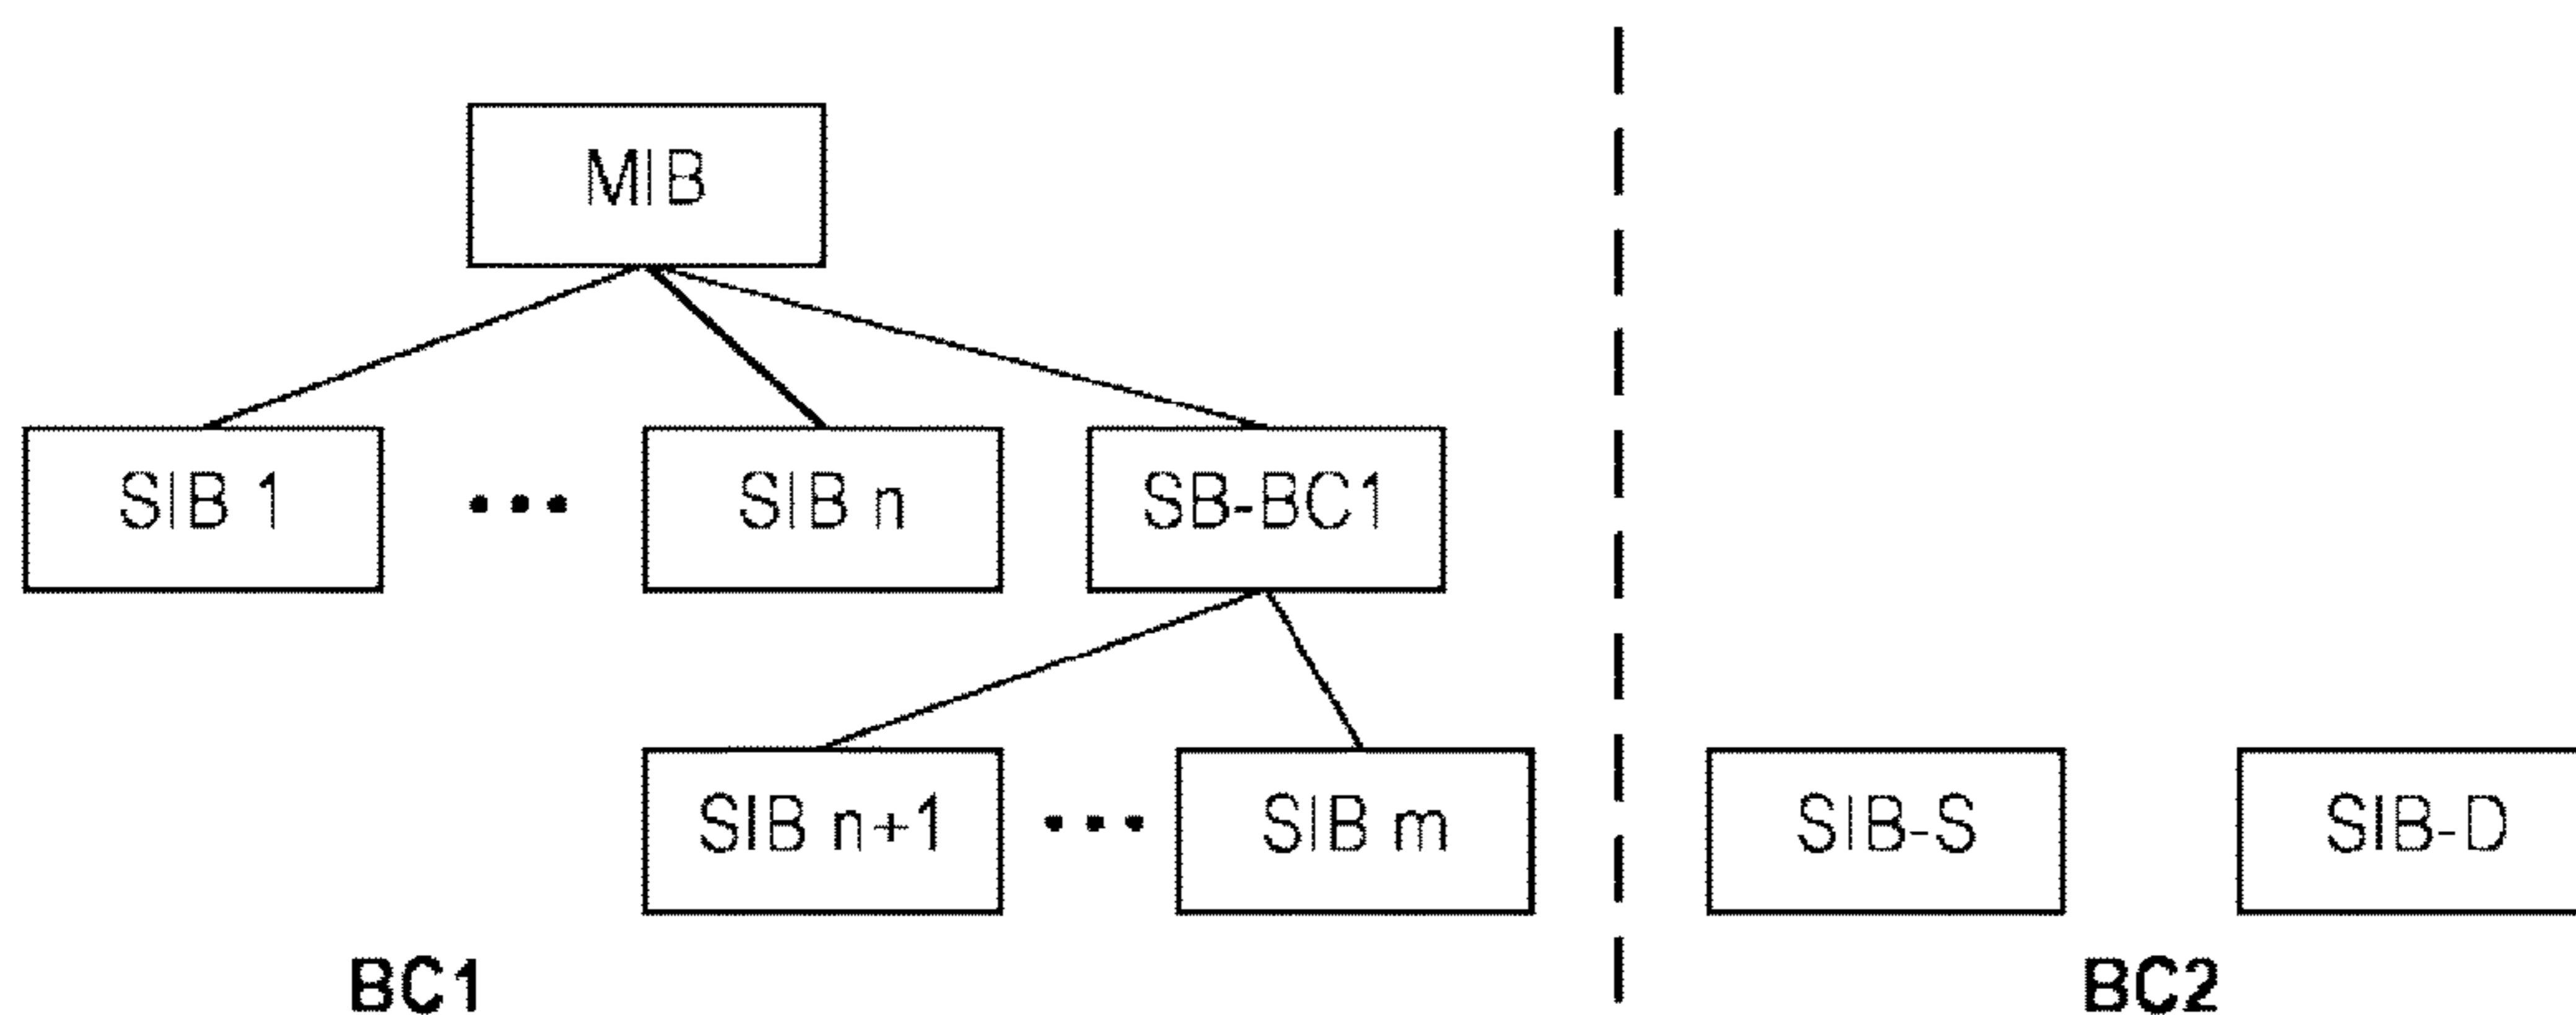 MIB
SIB 1 ••• SIB n SB-BC1
SIB n+1 ••• SIB m SIB-S SIB-D
BC1 BC2